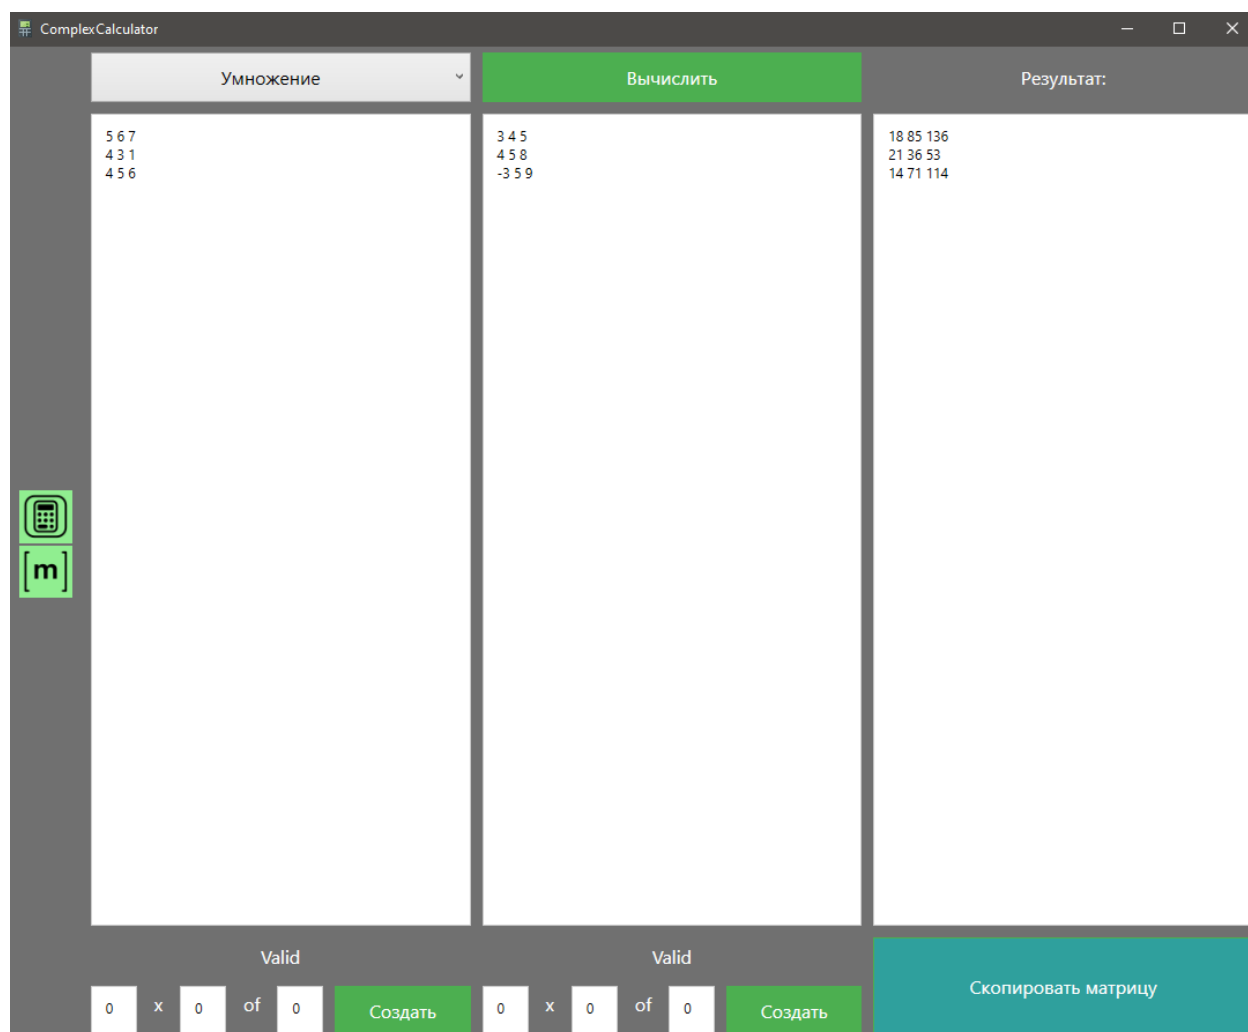 ComplexCalculator
Умножение
Вычислить
Результат:
5 6 7
4 3 1
4 5 6
3 4 5
4 5 8
-3 5 9
18 85 136
21 36 53
14 71 114
[m]
Valid
0 x 0 of 0 Создать
Valid
0 x 0 of 0 Создать
Скопировать матрицу